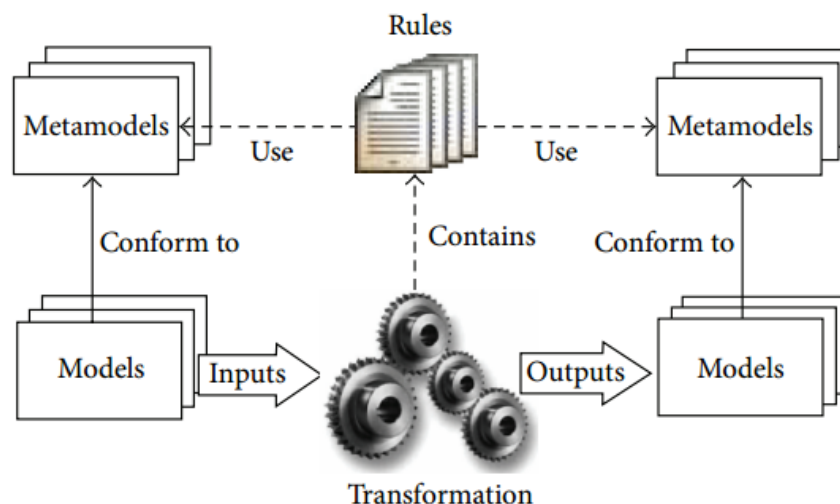 Rules
Metamodels
Metamodels
Use
Use
Conform to
Contains
Conform to
Models
Inputs
Outputs
Models
Transformation